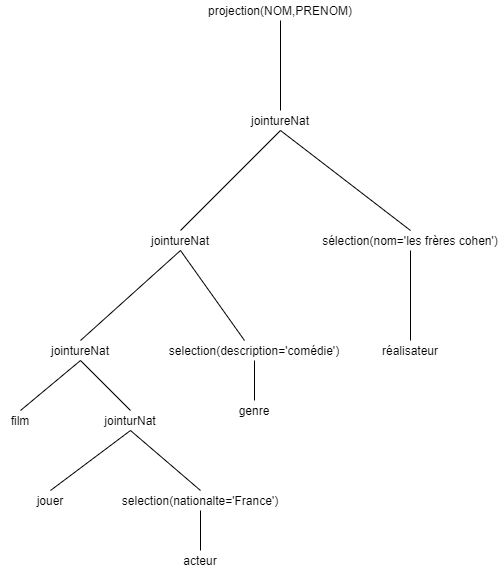 projection(NOM,PRENOM)
jointureNat
jointureNat
sélection(nom='les frères cohen')
jointureNat
selection(description='comédie')
réalisateur
film
jointurNat
genre
jouer
selection(nationalte='France')
acteur